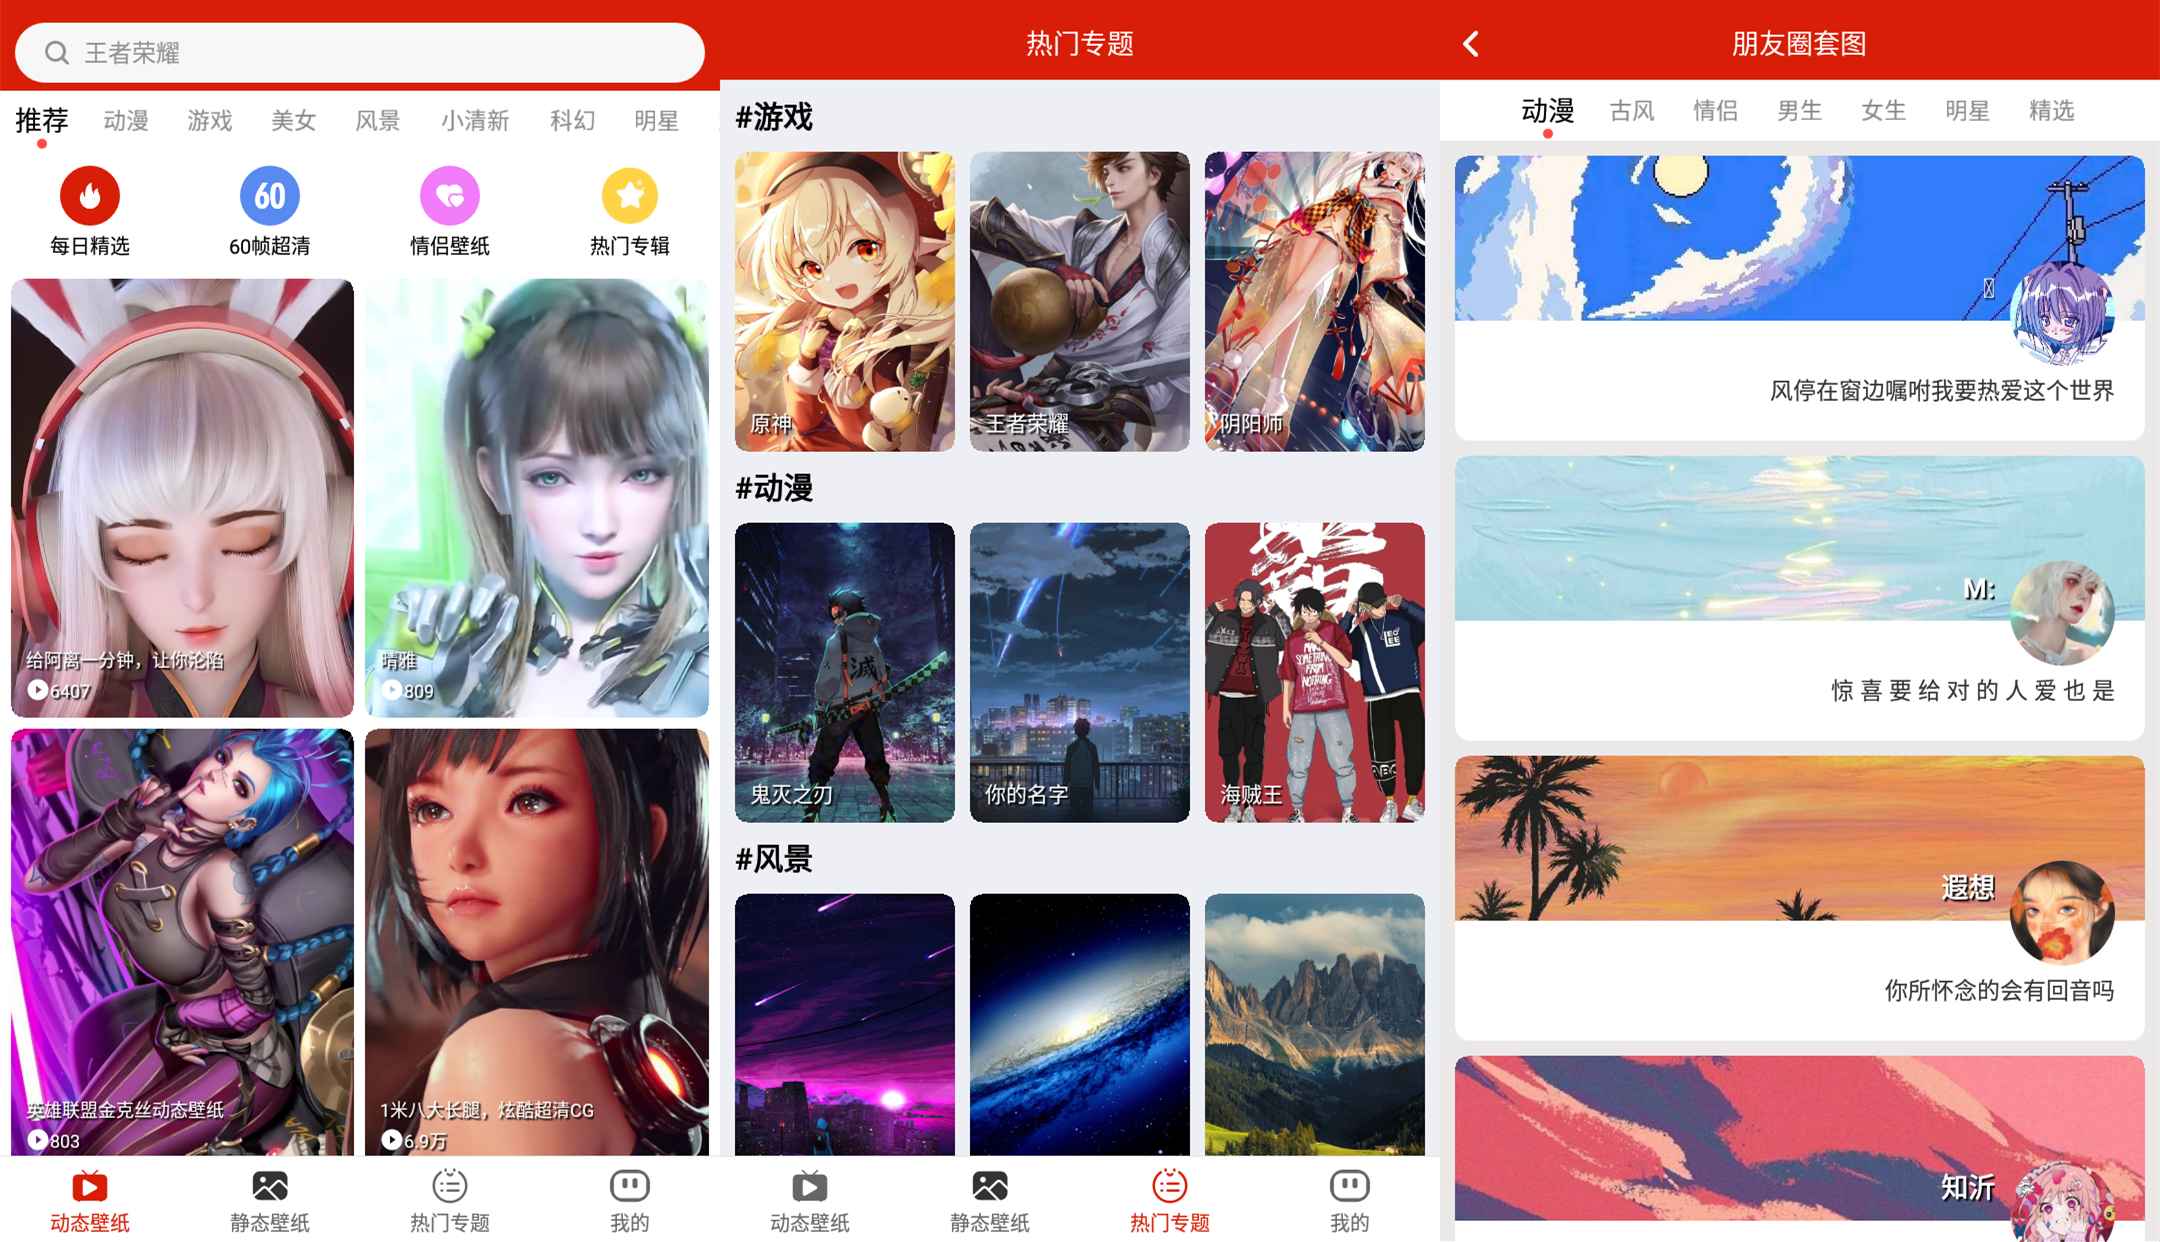 王者荣耀
推荐 动漫 游戏 美女 风景 小清新 科幻 明星
60
每日精选 60帧超清 情侣壁纸 热门专辑
给阿离一分钟，让你沦陷
6407
晴雅
809
英雄联盟金克丝动态壁纸
803
1米八大长腿，炫酷超清CG
6.9万
动态壁纸 静态壁纸 热门专题 我的
热门专题
#游戏
原神 王者荣耀 阴阳师
#动漫
滅
MAKE
SOMETHING
FROM
NOTHING
鬼灭之刃 你的名字 海贼王
#风景
动态壁纸 静态壁纸 热门专题 我的
朋友圈套图
动漫 古风 情侣 男生 女生 明星 精选
风停在窗边嘱咐我要热爱这个世界
M:
惊喜要给对的人爱也是
遐想
你所怀念的会有回音吗
知沂